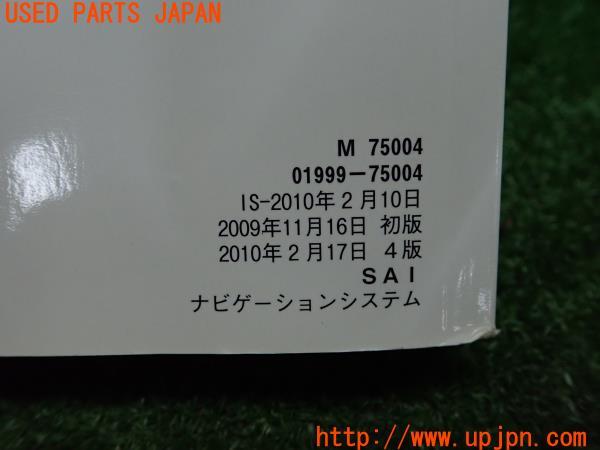 USED PARTS JAPAN
M 75004
01999-75004
IS-2010年2月10日
2009年11月16日 初版
2010年2月17日 4版
SAI
ナビゲーションシステム
http://www.upjpn.com